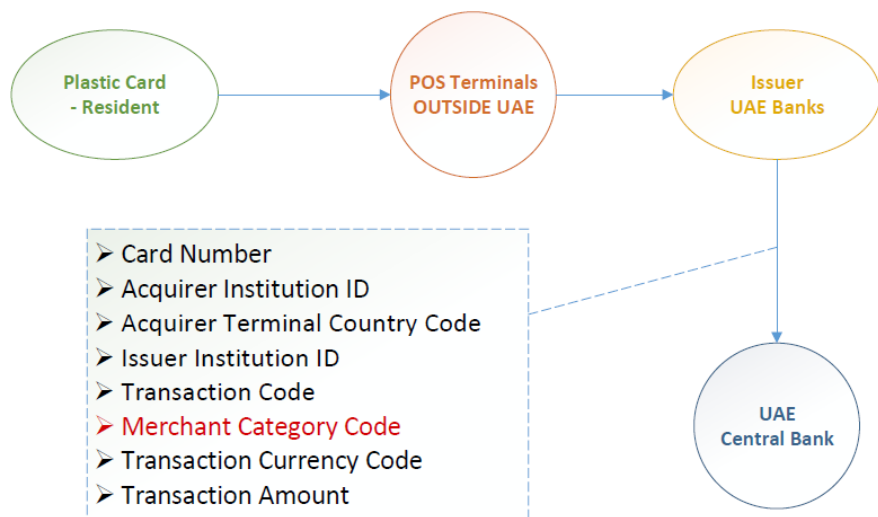 Plastic Card
- Resident
POS Terminals
OUTSIDE UAE
Issuer
UAE Banks
➢ Card Number
➢ Acquirer Institution ID
➢ Acquirer Terminal Country Code
➢ Issuer Institution ID
➢ Transaction Code
➢ Merchant Category Code
➢ Transaction Currency Code
➢ Transaction Amount
UAE
Central Bank